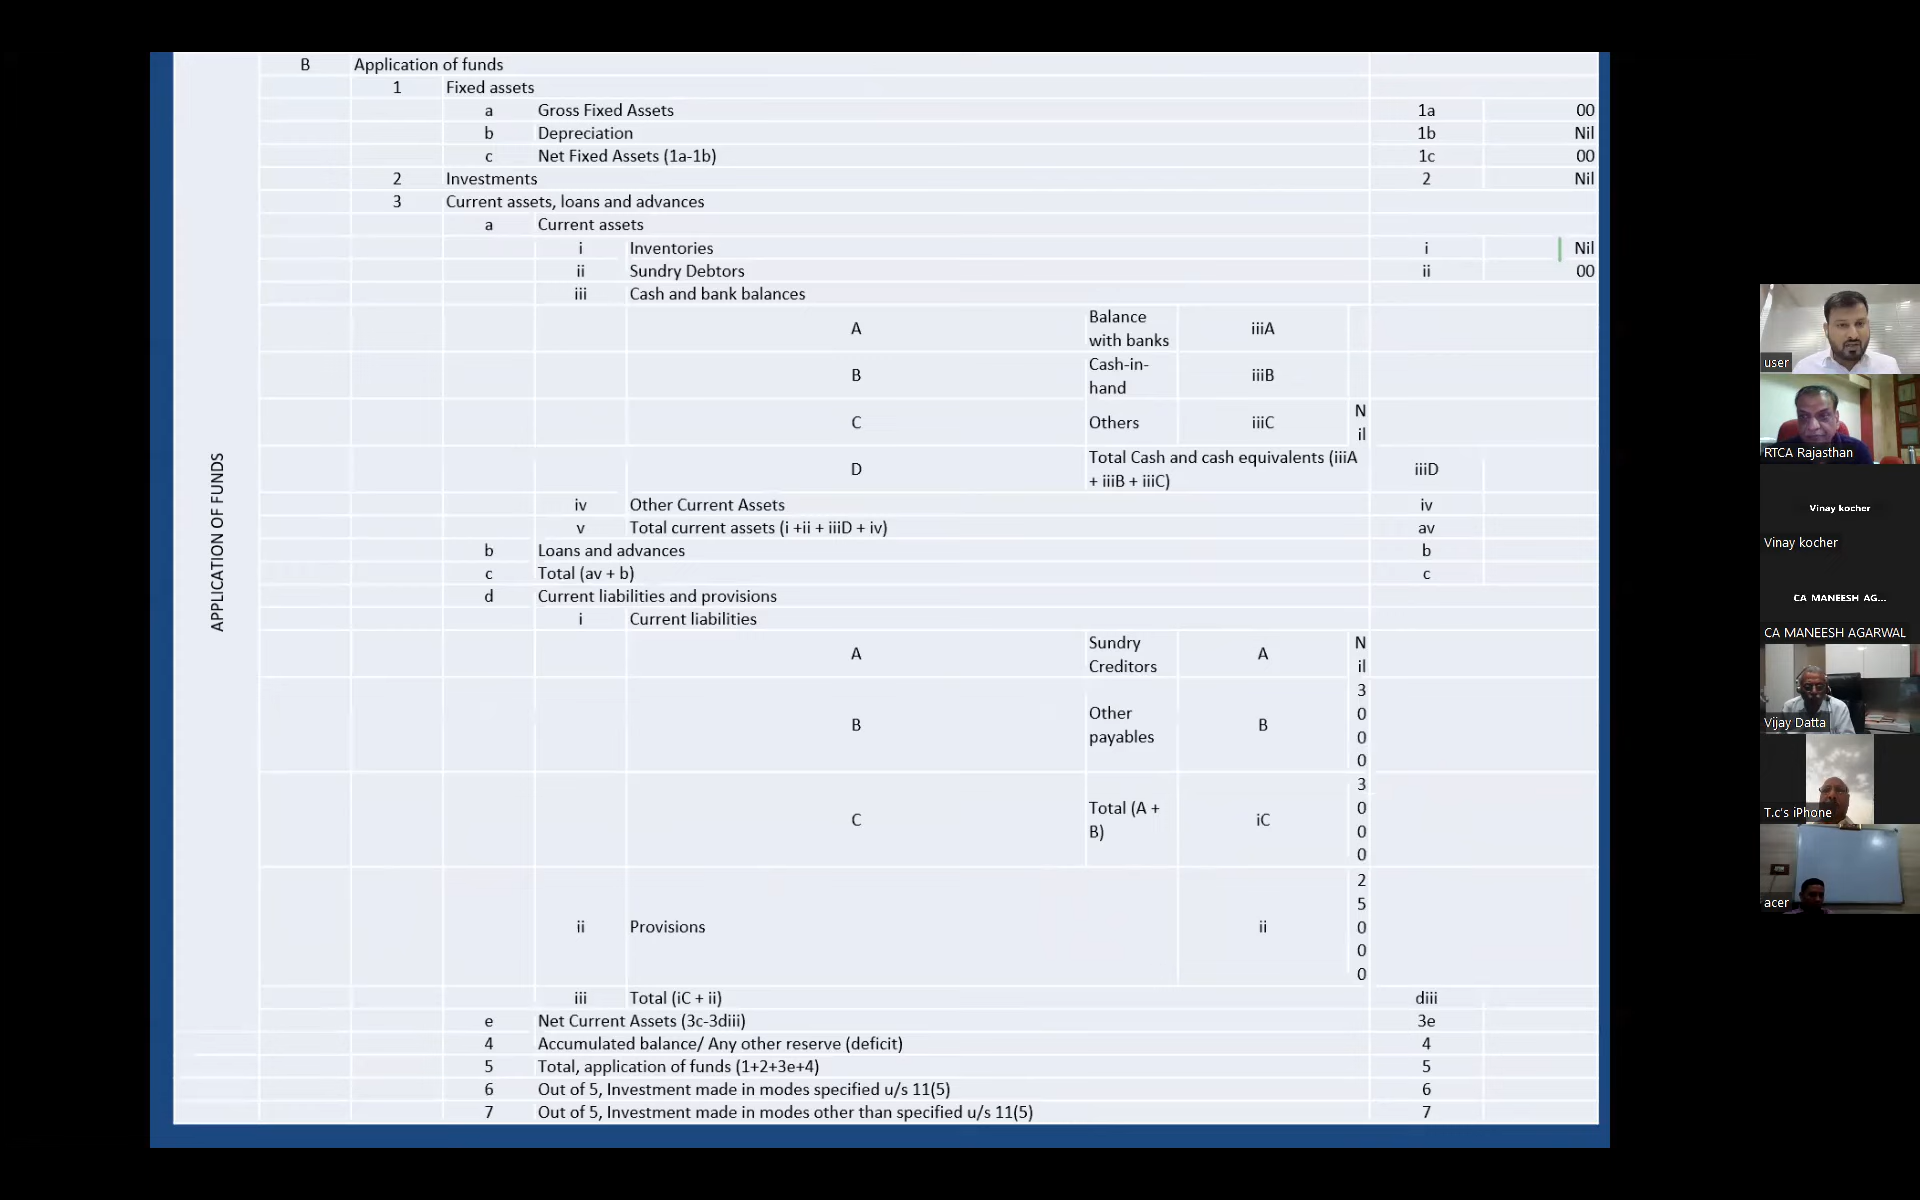 B Application of funds
1 Fixed assets
a Gross Fixed Assets 1a 00
b Depreciation 1b Nil
c Net Fixed Assets (1a-1b) 1c 00
2 Investments 2 Nil
3 Current assets, loans and advances
a Current assets
i Inventories i Nil
ii Sundry Debtors ii 00
iii Cash and bank balances
A Balance with banks iiiA
B Cash-in-hand iiiB
C Others iiiC Nil
D Total Cash and cash equivalents (iiiA + iiiB + iiiC) iiiD
iv Other Current Assets iv
v Total current assets (i +ii + iiiD + iv) av
b Loans and advances b
c Total (av + b) c
d Current liabilities and provisions
i Current liabilities
A Sundry Creditors A Nil
B Other payables B 3000
C Total (A + B) iC 3000
ii Provisions ii 25000
iii Total (iC + ii) diii
e Net Current Assets (3c-3diii) 3e
4 Accumulated balance/ Any other reserve (deficit) 4
5 Total, application of funds (1+2+3e+4) 5
6 Out of 5, Investment made in modes specified u/s 11(5) 6
7 Out of 5, Investment made in modes other than specified u/s 11(5) 7
APPLICATION OF FUNDS
user
RTCA Rajasthan
Vinay kocher
Vinay kocher
CA MANEESH AG...
CA MANEESH AGARWAL
Vijay Datta
T.c's iPhone
acer